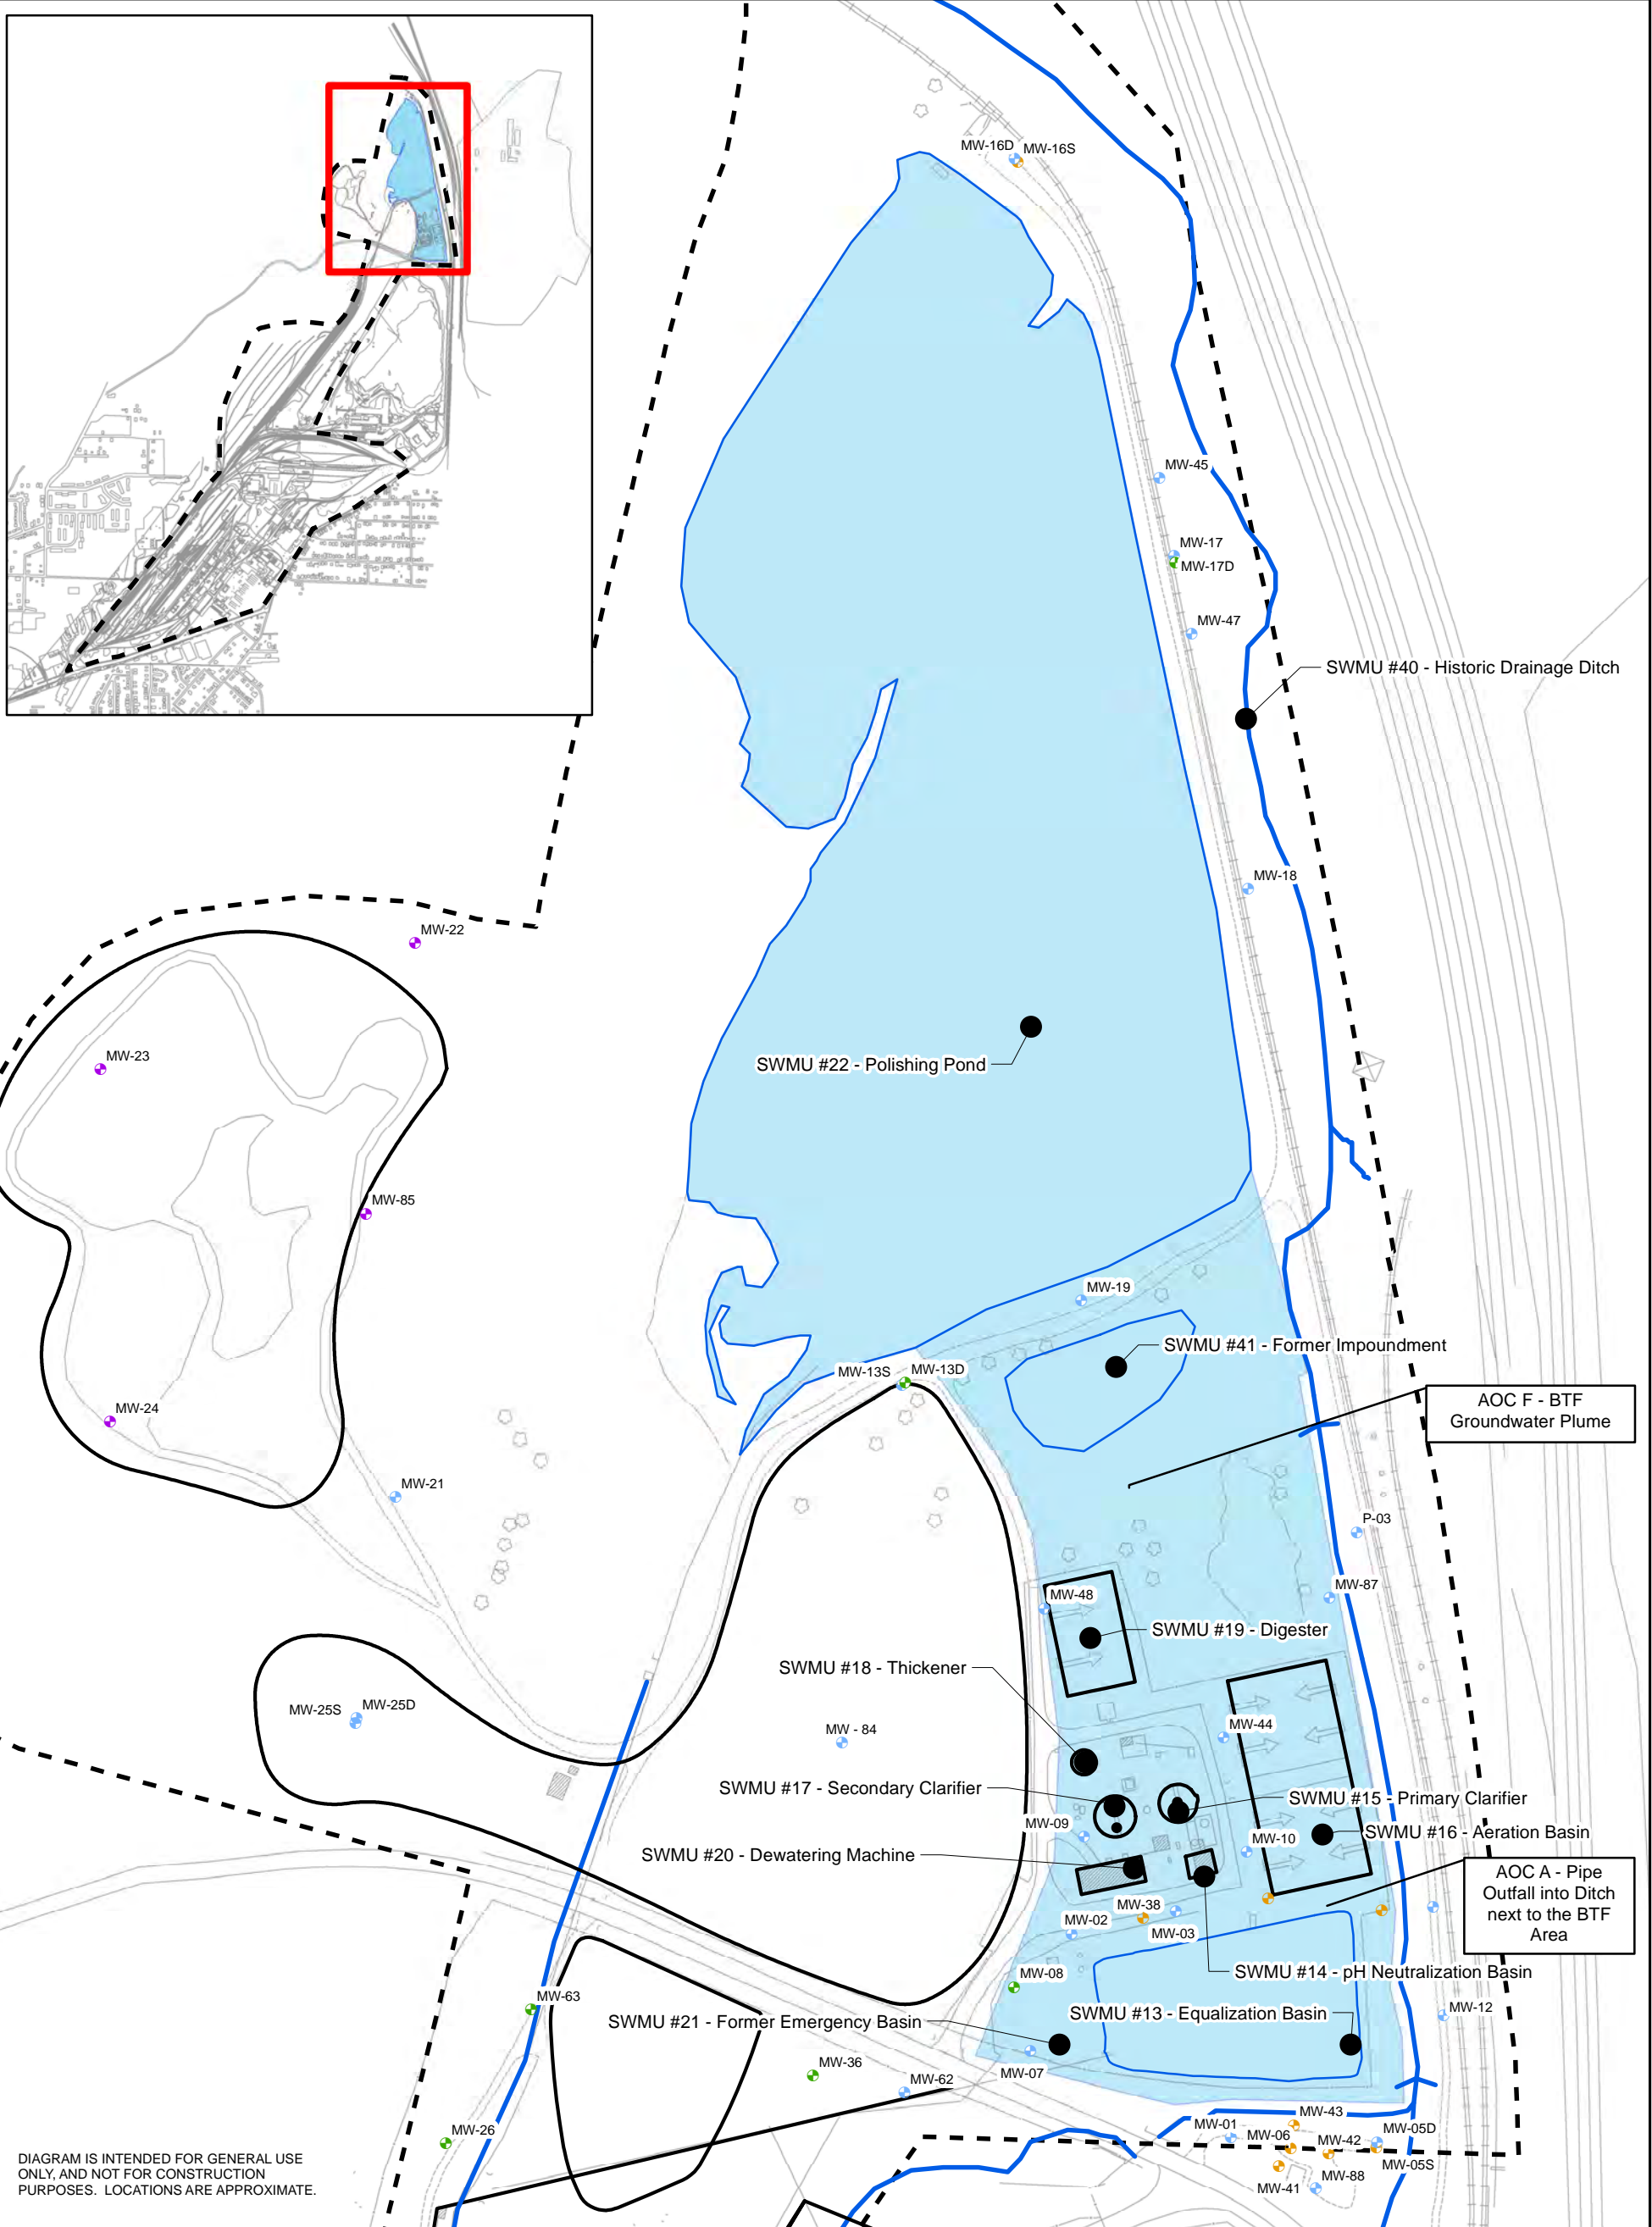 MW-16D
MW-16S
MW-45
MW-17
MW-17D
MW-47
SWMU #40 - Historic Drainage Ditch
MW-18
MW-22
MW-23
SWMU #22 - Polishing Pond
MW-85
MW-19
SWMU #41 - Former Impoundment
MW-13S
MW-13D
MW-24
AOC F - BTF
Groundwater Plume
MW-21
P-03
MW-87
MW-48
SWMU #19 - Digester
SWMU #18 - Thickener
MW-25S
MW-25D
MW-44
MW - 84
SWMU #17 - Secondary Clarifier
SWMU #15 - Primary Clarifier
MW-09
SWMU #16 - Aeration Basin
MW-10
SWMU #20 - Dewatering Machine
AOC A - Pipe
Outfall into Ditch
next to the BTF
Area
MW-38
MW-02
MW-03
MW-08
SWMU #14 - pH Neutralization Basin
MW-63
SWMU #13 - Equalization Basin
MW-12
SWMU #21 - Former Emergency Basin
MW-36
MW-07
MW-62
MW-43
MW-01
MW-06
MW-42
MW-05D
MW-05S
MW-26
MW-88
MW-41
DIAGRAM IS INTENDED FOR GENERAL USE
ONLY, AND NOT FOR CONSTRUCTION
PURPOSES.  LOCATIONS ARE APPROXIMATE.